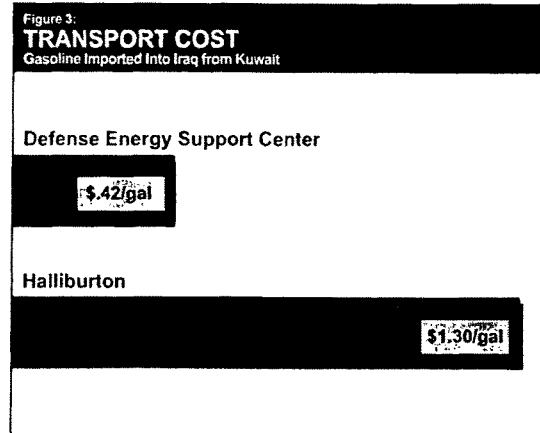 Figure 3:
TRANSPORT COST
Gasoline Imported Into Iraq from Kuwait
Defense Energy Support Center
$.42/gal
Halliburton
$1.30/gal